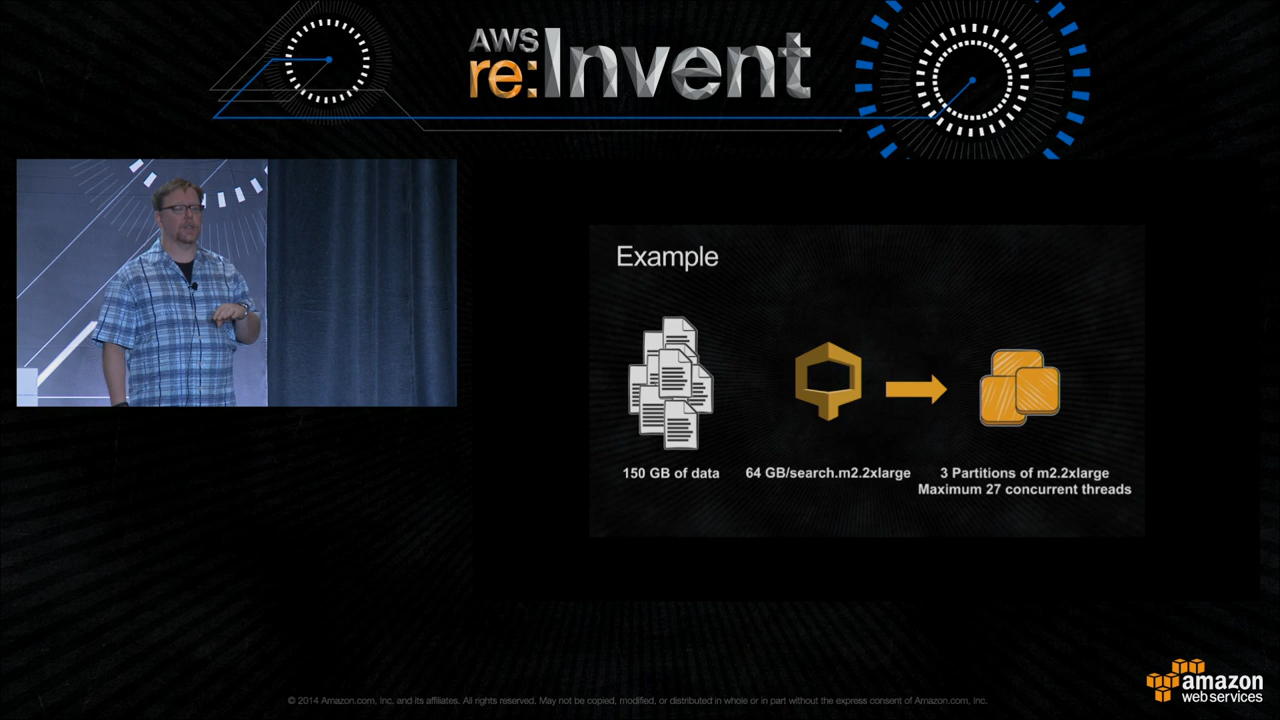 AWS
re:Invent
Example
150 GB of data
64 GB/search.m2.2xlarge
3 Partitions of m2.2xlarge
Maximum 27 concurrent threads
© 2014 Amazon.com, Inc. and its affiliates. All rights reserved. May not be copied, modified, or distributed in whole or in part without the express consent of Amazon.com, Inc.
amazon
web services